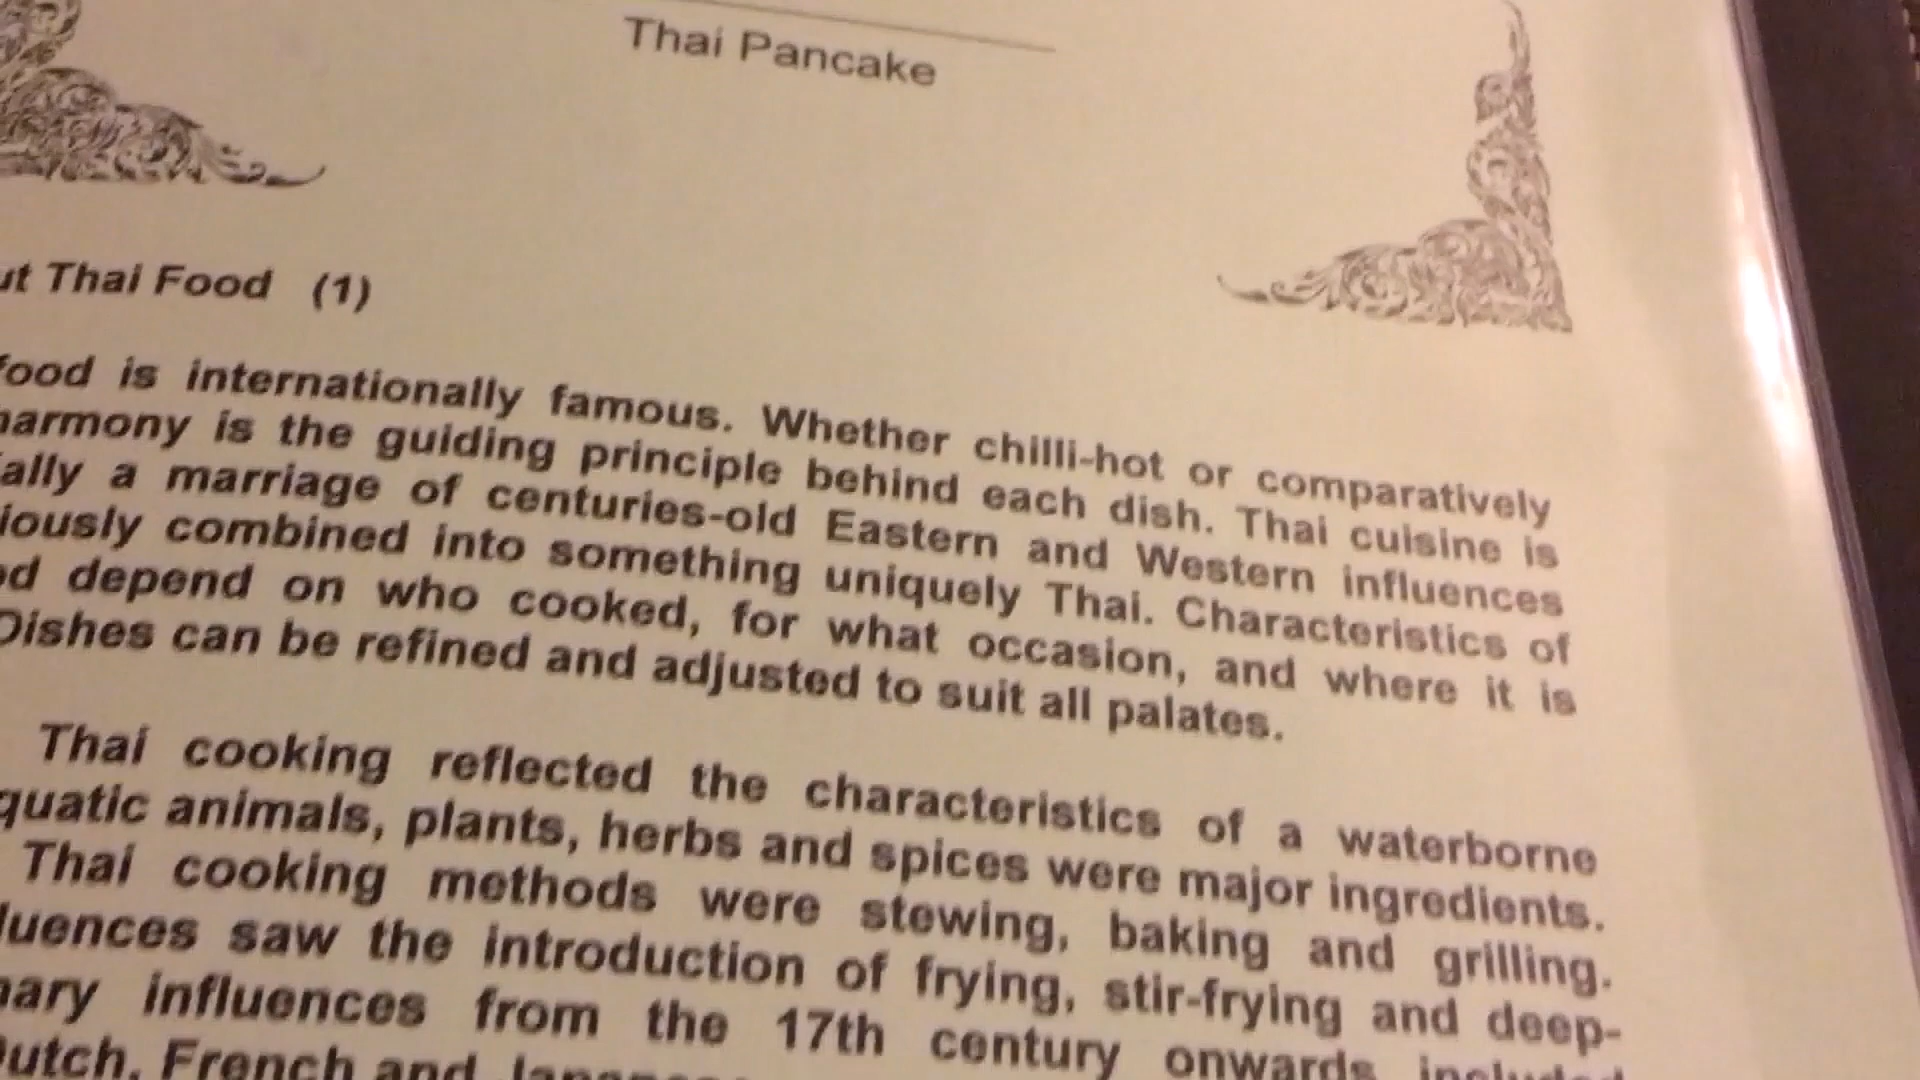 Thai Pancake
ut Thai Food (1)
food is internationally famous. Whether chilli-hot or comparatively
harmony is the guiding principle behind each dish. Thai cuisine is
ially a marriage of centuries-old Eastern and Western influences
iously combined into something uniquely Thai. Characteristics of
od depend on who cooked, for what occasion, and where it is
Dishes can be refined and adjusted to suit all palates.
Thai cooking reflected the characteristics of a waterborne
quatic animals, plants, herbs and spices were major ingredients.
Thai cooking methods were stewing, baking and grilling.
luences saw the introduction of frying, stir-frying and deep-
nary influences from the 17th century onwards included
Dutch, French and